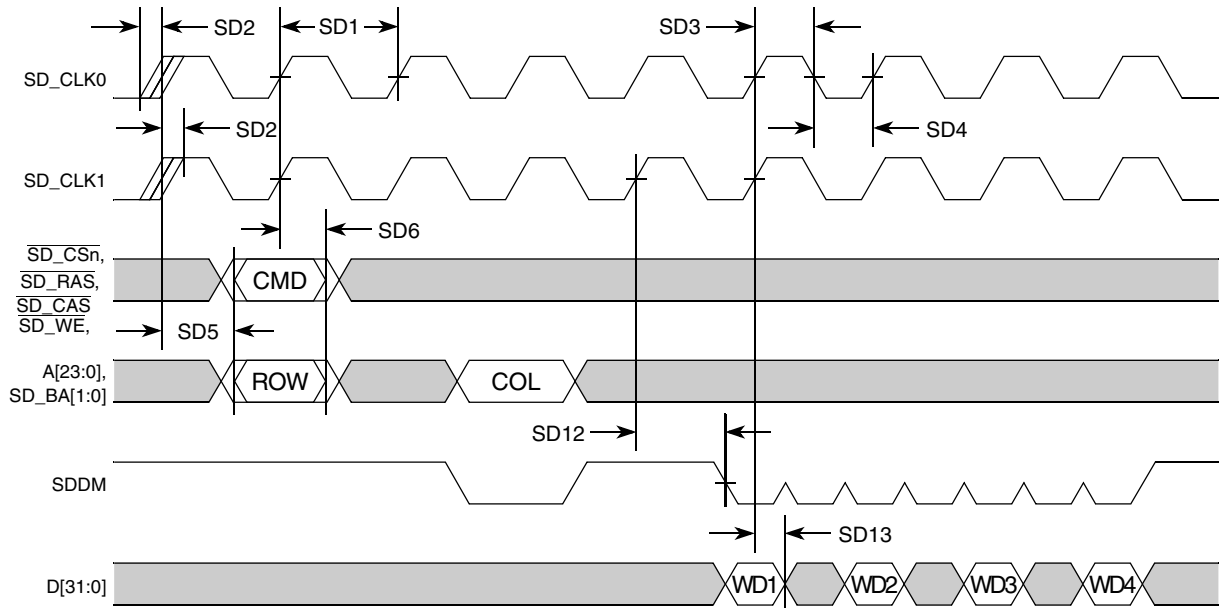 SD2
SD1
SD3
SD_CLK0
SD2
SD4
SD_CLK1
SD6
SD_CSn,
SD_RAS,
SD_CAS
SD_WE,
CMD
SD5
A[23:0],
SD_BA[1:0]
ROW
COL
SD12
SDDM
SD13
D[31:0]
WD1
WD2
WD3
WD4